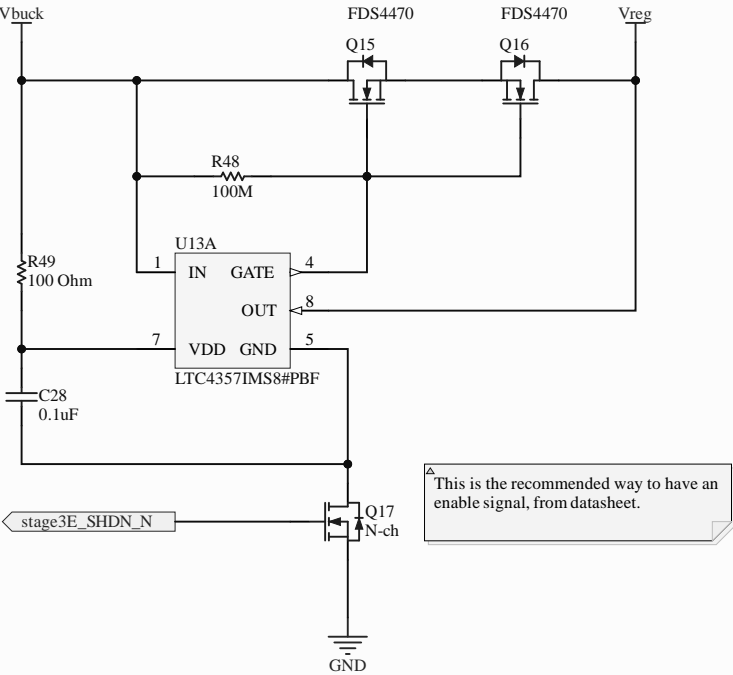 Vbuck
FDS4470
FDS4470
Vreg
Q15
Q16
R48
100M
U13A
R49
100 Ohm
1
IN
GATE
4
OUT
8
7
VDD
GND
5
LTC4357IMS8#PBF
C28
0.1uF
This is the recommended way to have an
enable signal, from datasheet.
stage3E_SHDN_N
Q17
N-ch
GND